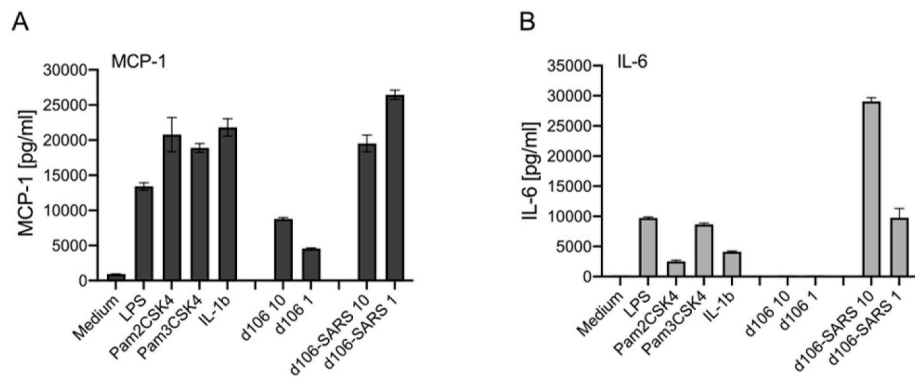 A
MCP-1
MCP-1 [pg/ml]
30000
25000
20000
15000
10000
5000
0
Medium
LPS
Pam2CSK4
Pam3CSK4
IL-1b
d106 10
d106 1
d106-SARS 10
d106-SARS 1
B
IL-6
IL-6 [pg/ml]
35000
30000
25000
20000
15000
10000
5000
0
Medium
LPS
Pam2CSK4
Pam3CSK4
IL-1b
d106 10
d106 1
d106-SARS 10
d106-SARS 1